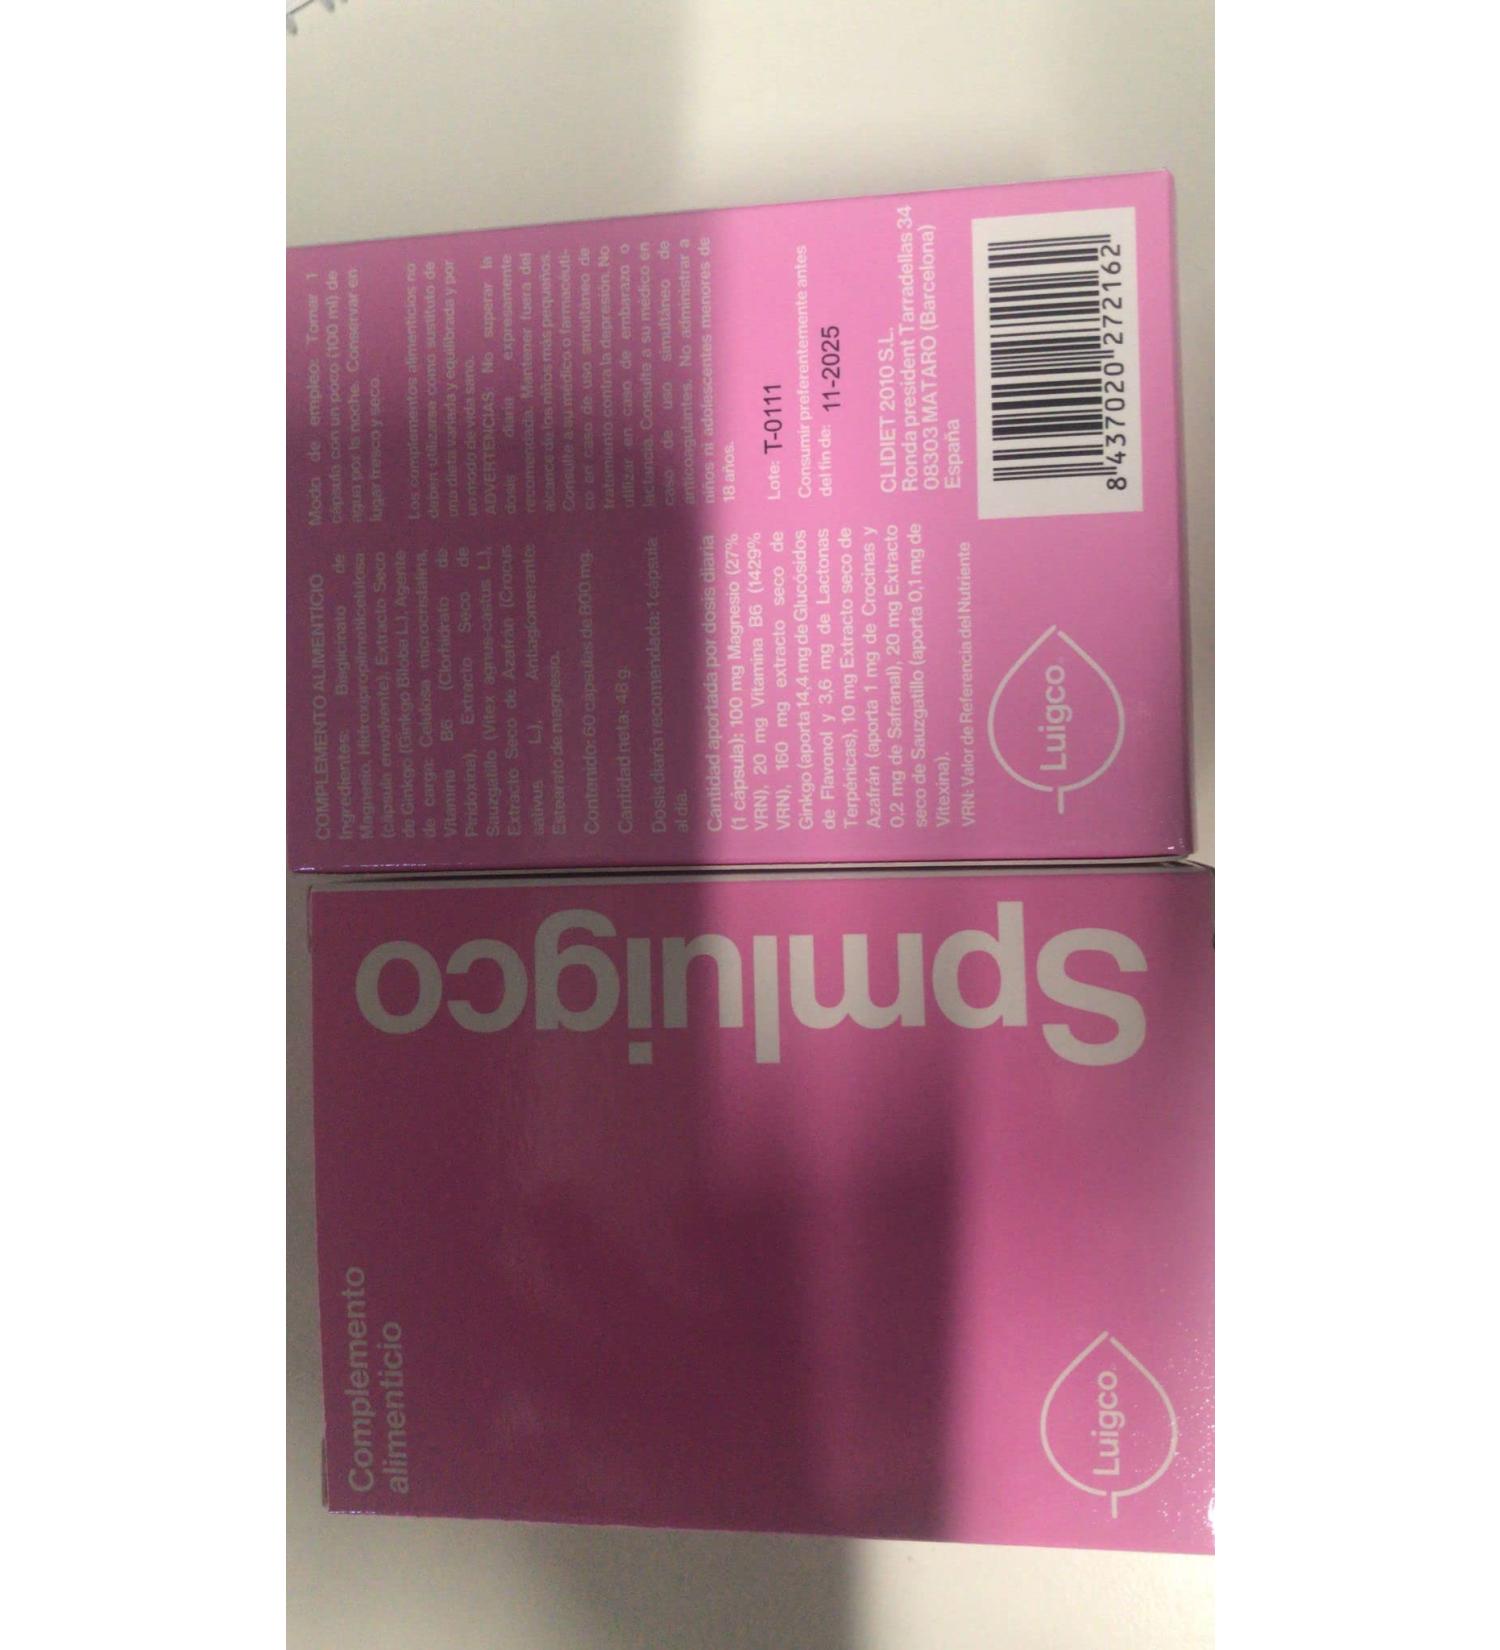 COMPLEMENTO ALIMENTICIO
Ingredientes: Bisglicinato de
Magnesio, Hidroxipropilmetilcelulosa
(cápsula envolvente), Extracto Seco
de Ginkgo (Ginkgo Biloba L.), Agente
de carga: Celulosa microcristalina,
Vitamina B6 (Clorhidrato de
Piridoxina), Extracto Seco de
Sauzgatillo (Vitex agnus-castus L.),
Extracto Seco de Azafrán (Crocus
sativus L.), Antiaglomerante:
Estearato de magnesio.
Contenido: 60 cápsulas de 800 mg.
Cantidad neta: 48 g.
Dosis diaria recomendada: 1 cápsula
al día.
Cantidad aportada por dosis diaria
(1 cápsula): 100 mg Magnesio (27%
VRN), 20 mg Vitamina B6 (1429%
VRN), 160 mg extracto seco de
Ginkgo (aporta 14,4 mg de Glucósidos
de Flavonol y 3,6 mg de Lactonas
Terpénicas), 10 mg Extracto seco de
Azafrán (aporta 1 mg de Crocinas y
0,2 mg de Safranal), 20 mg Extracto
seco de Sauzgatillo (aporta 0,1 mg de
Vitexina).
VRN: Valor de Referencia del Nutriente
Luigco
Modo de empleo: Tomar 1
cápsula con un poco (100 ml) de
agua por la noche. Conservar en
lugar fresco y seco.
Los complementos alimenticios no
deben utilizarse como sustituto de
una dieta variada y equilibrada y por
un modo de vida sano.
ADVERTENCIAS No superar la
dosis diaria expresamente
recomendada. Mantener fuera del
alcance de los niños más pequeños.
Consulte a su médico o farmacéuti-
co en caso de uso simultáneo de
tratamiento contra la depresión. No
utilizar en caso de embarazo o
lactancia. Consulte a su médico en
caso de uso simultáneo de
anticoagulantes. No administrar a
niños ni adolescentes menores de
18 años.
Lote: T-0111
Consumir preferentemente antes
del fin de: 11-2025
CLIDIET 2010 S.L.
Ronda president Tarradellas 34
08303 MATARO (Barcelona)
España
8 437020 272162
Complemento
alimenticio
Spmluigco
Luigco